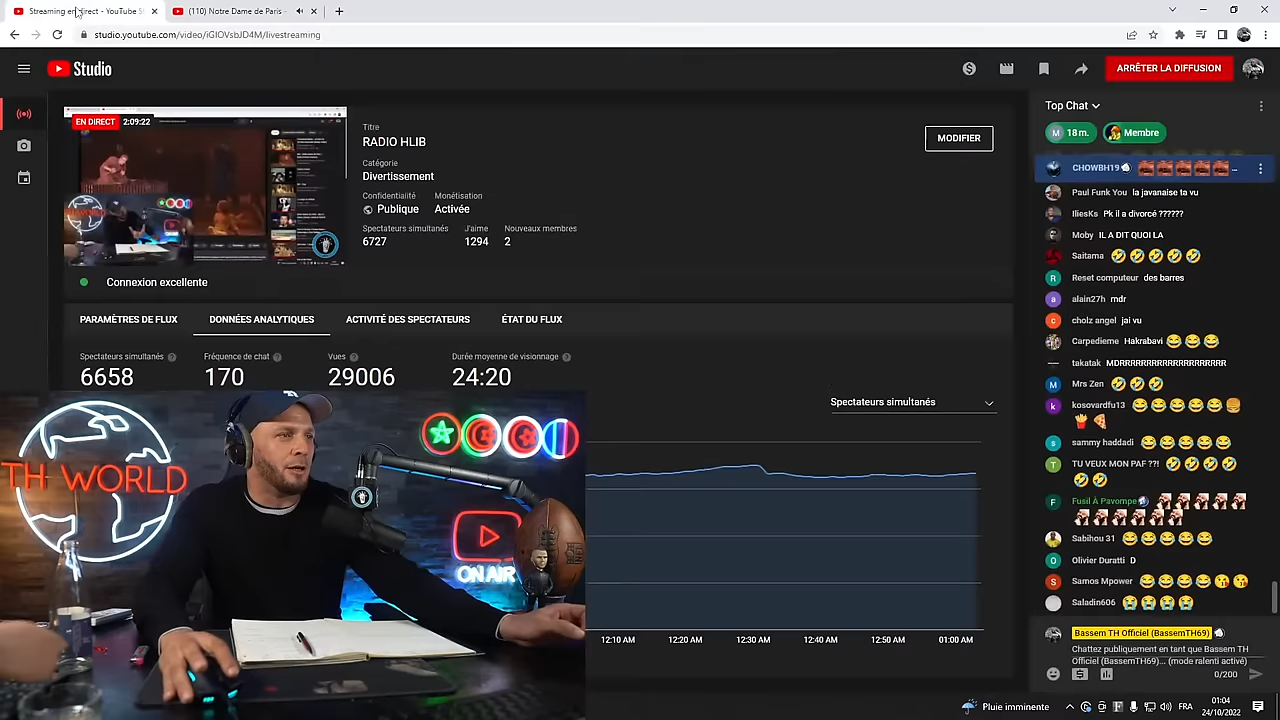 Streaming en direct - YouTube St
(110) Notre Dame de Paris -
studio.youtube.com/video/iGIOVsbJD4M/livestreaming
Studio
ARRÊTER LA DIFFUSION
EN DIRECT 2:09:22
Titre
RADIO HLIB
MODIFIER
Catégorie
Divertissement
Confidentialité Monétisation
Publique Activée
Spectateurs simultanés J'aime Nouveaux membres
6727 1294 2
Connexion excellente
PARAMÈTRES DE FLUX DONNÉES ANALYTIQUES ACTIVITÉ DES SPECTATEURS ÉTAT DU FLUX
Spectateurs simultanés Fréquence de chat Vues Durée moyenne de visionnage
6658 170 29006 24:20
Spectateurs simultanés
12:10 AM 12:20 AM 12:30 AM 12:40 AM 12:50 AM 01:00 AM
TH WORLD
ON AIR
Top Chat
M 18 m. Membre
CHOWBH19 ...
Paul Funk You la javanaise ta vu
Moby IL A DIT QUOI LA
Saitama
R Reset computeur des barres
a alain27h mdr
c cholz angel jai vu
Carpedieme Hakrabavi
takatak MDRRRRRRRRRRRRRRRRRRR
M Mrs Zen
k kosovardfu13
s sammy haddadi
T TU VEUX MON PAF ??!
F Fusil À Pavompe
Sabihou 31
O Olivier Duratti D
S Samos Mpower
Saladin606
Bassem TH Officiel (BassemTH69)
Chattez publiquement en tant que Bassem TH
Officiel (BassemTH69)... (mode ralenti activé)
0/200
Pluie imminente
FRA
01:04
24/10/2022